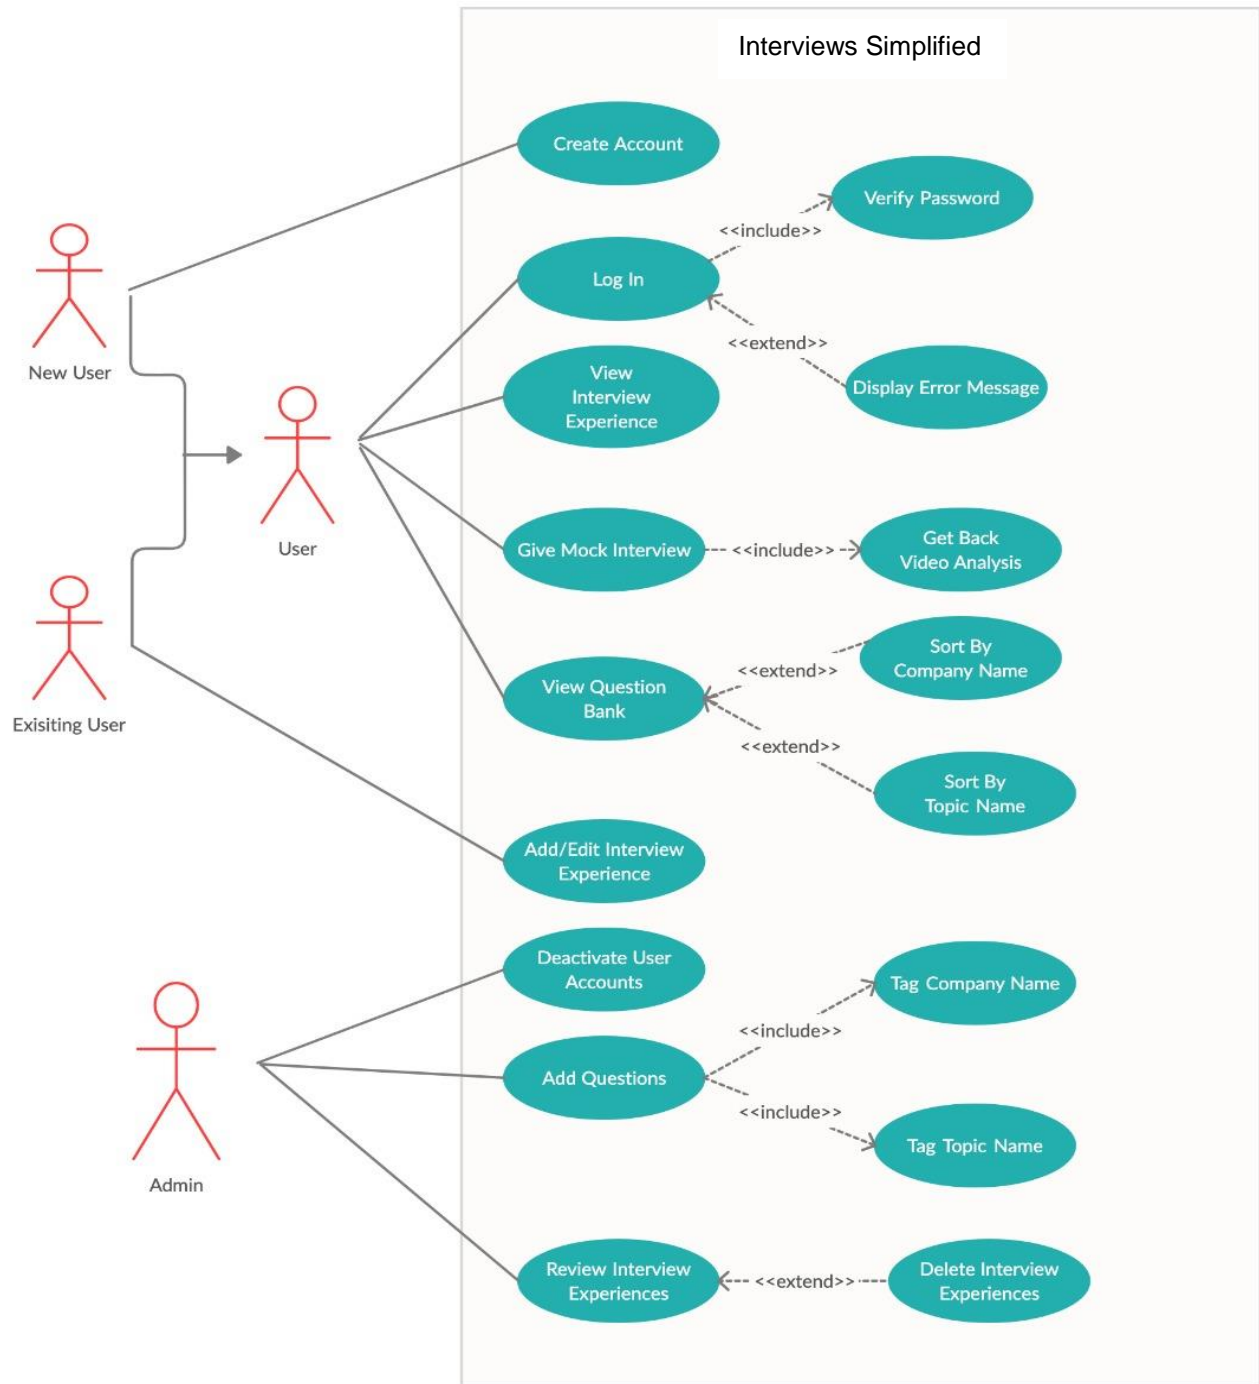 Interviews Simplified
Create Account
Verify Password
<<include>>
Log In
<<extend>>
New User
View
Interview
Experience
Display Error Message
User
Give Mock Interview
<<include>>
Get Back
Video Analysis
Sort By
Company Name
<<extend>>
View Question
Bank
Exisiting User
<<extend>>
Sort By
Topic Name
Add/Edit Interview
Experience
Deactivate User
Accounts
Tag Company Name
<<include>>
Add Questions
<<include>>
Tag Topic Name
Admin
Review Interview
Experiences
<<extend>>
Delete Interview
Experiences